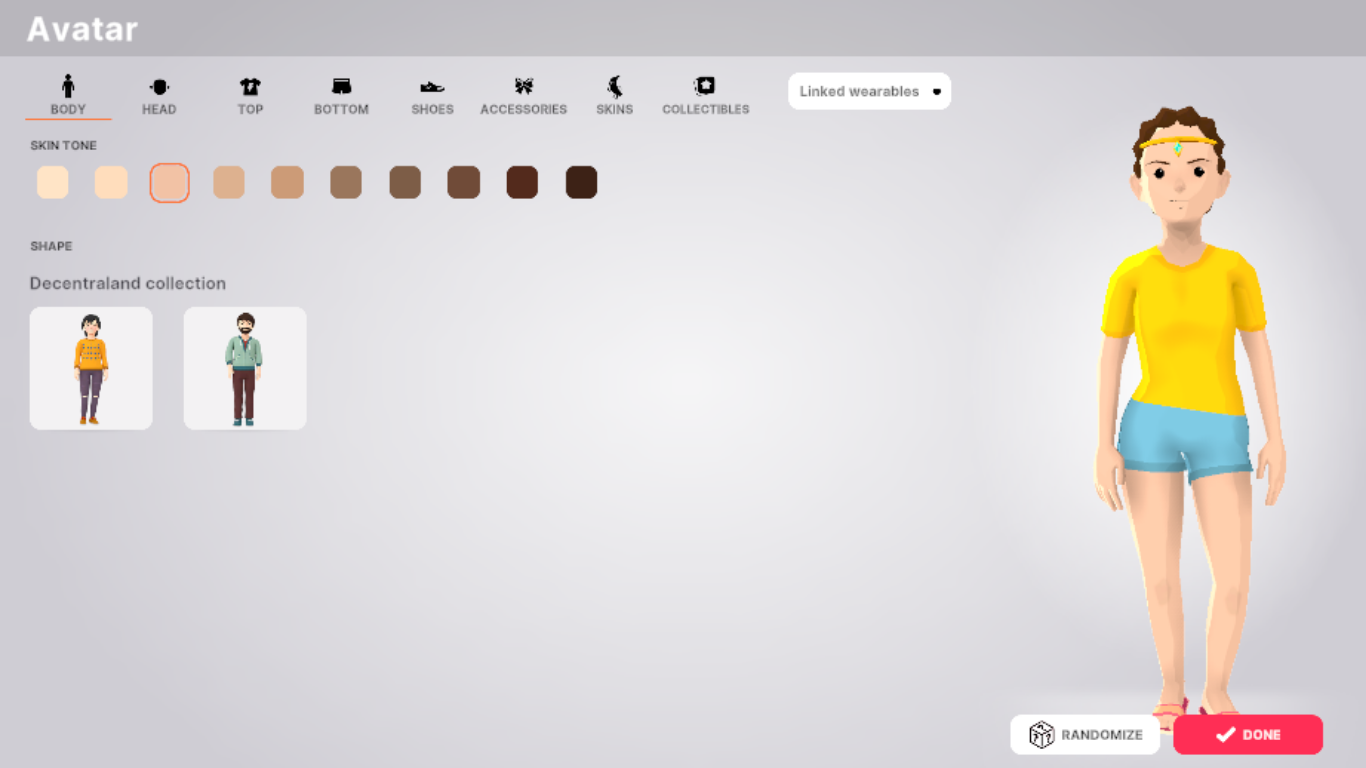 Avatar
BODY
HEAD
TOP
BOTTOM
SHOES
ACCESSORIES
SKINS
COLLECTIBLES
Linked wearables
SKIN TONE
SHAPE
Decentraland collection
RANDOMIZE
DONE